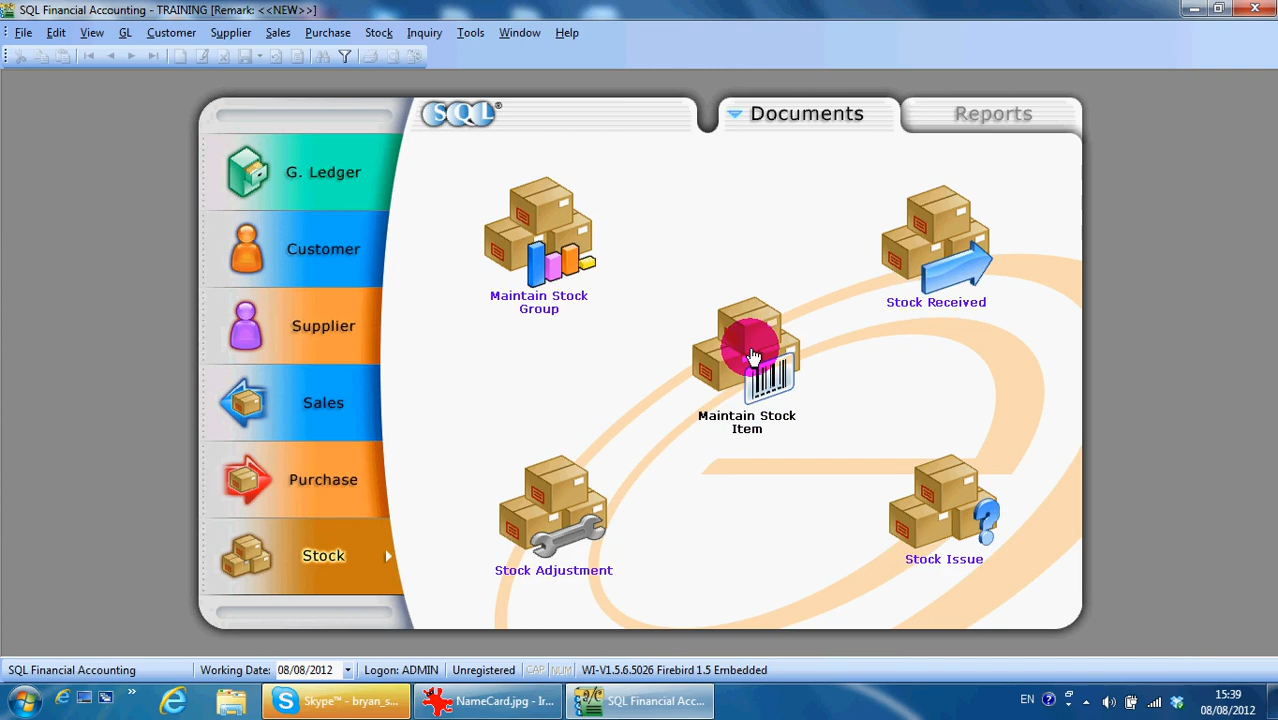 SQL Financial Accounting - TRAINING [Remark: <<NEW>>]
File Edit View GL Customer Supplier Sales Purchase Stock Inquiry Tools Window Help
SQL ®
Documents
Reports
G. Ledger
Customer
Supplier
Sales
Purchase
Stock
Maintain Stock
Group
Stock Received
Maintain Stock
Item
Stock Adjustment
Stock Issue
SQL Financial Accounting Working Date: 08/08/2012 Logon: ADMIN Unregistered CAP NUM WI-V1.5.6.5026 Firebird 1.5 Embedded
Skype™ - bryan_s... NameCard.jpg - Ir... SQL Financial Acc... EN 15:39
08/08/2012